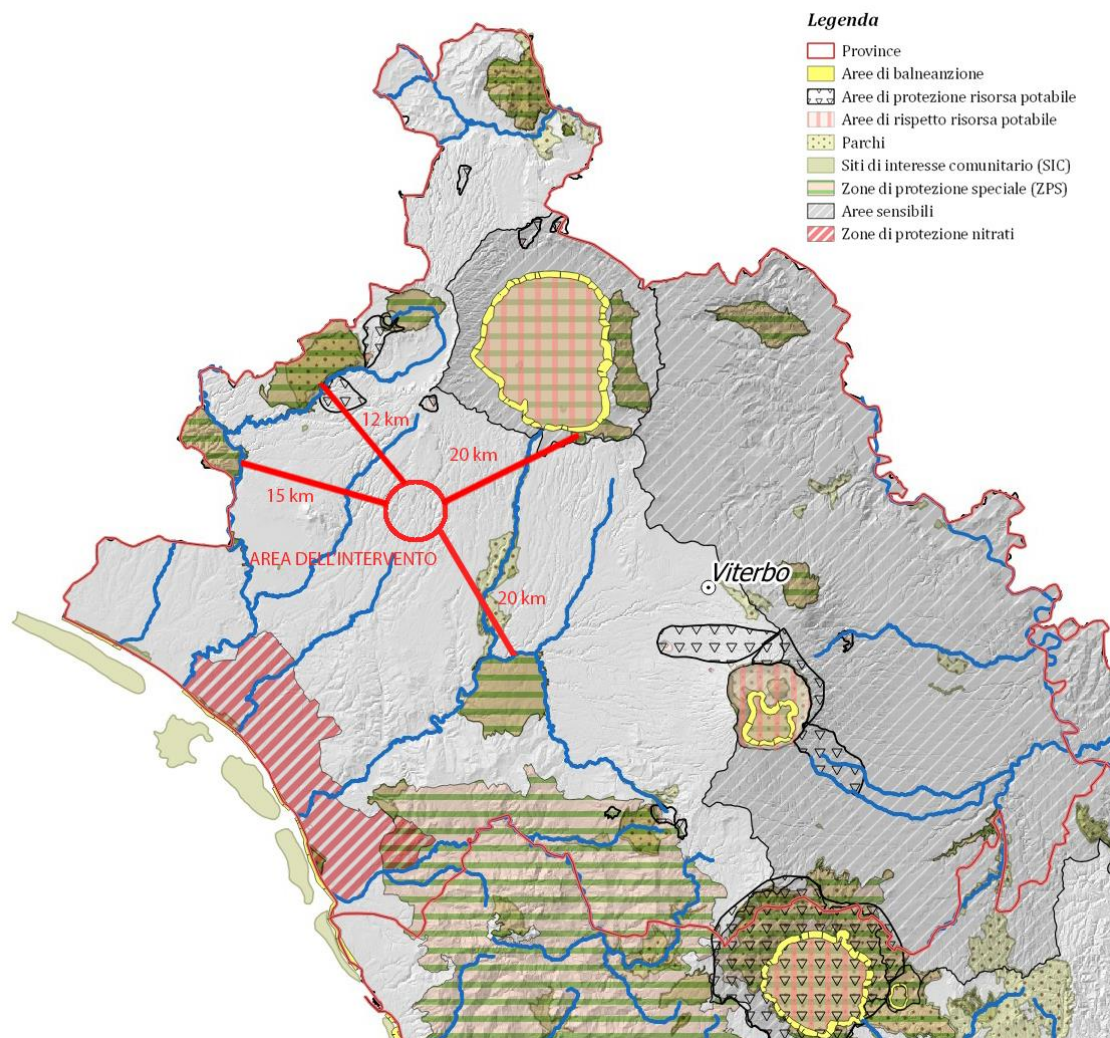 Legenda
Province
Aree di balneanzione
Aree di protezione risorsa potabile
Aree di rispetto risorsa potabile
Parchi
Siti di interesse comunitario (SIC)
Zone di protezione speciale (ZPS)
Aree sensibili
Zone di protezione nitrati
12 km
20 km
15 km
AREA DELL'INTERVENTO
Viterbo
20 km